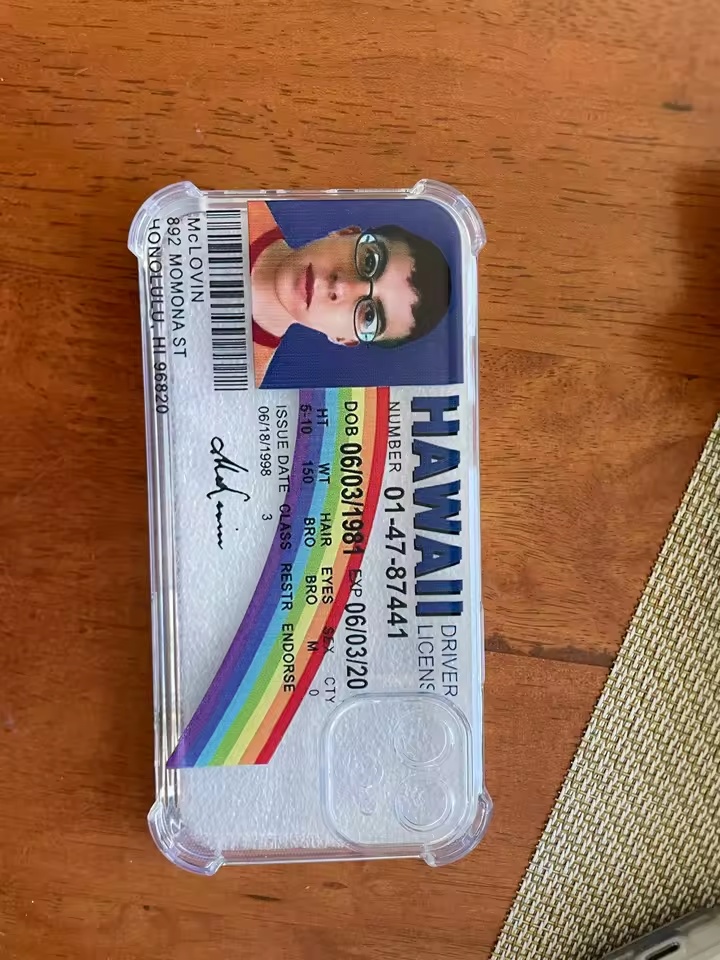 HAWAII DRIVER
LICENS
NUMBER 01-47-87441
DOB 06/03/1981 EXP 06/03/20
HT WT HAIR EYES SEX CTY
5-10 150 BRO BRO M 0
ISSUE DATE CLASS RESTR ENDORSE
06/18/1998 3
McLovin
McLOVIN
892 MOMONA ST
HONOLULU, HI 96820